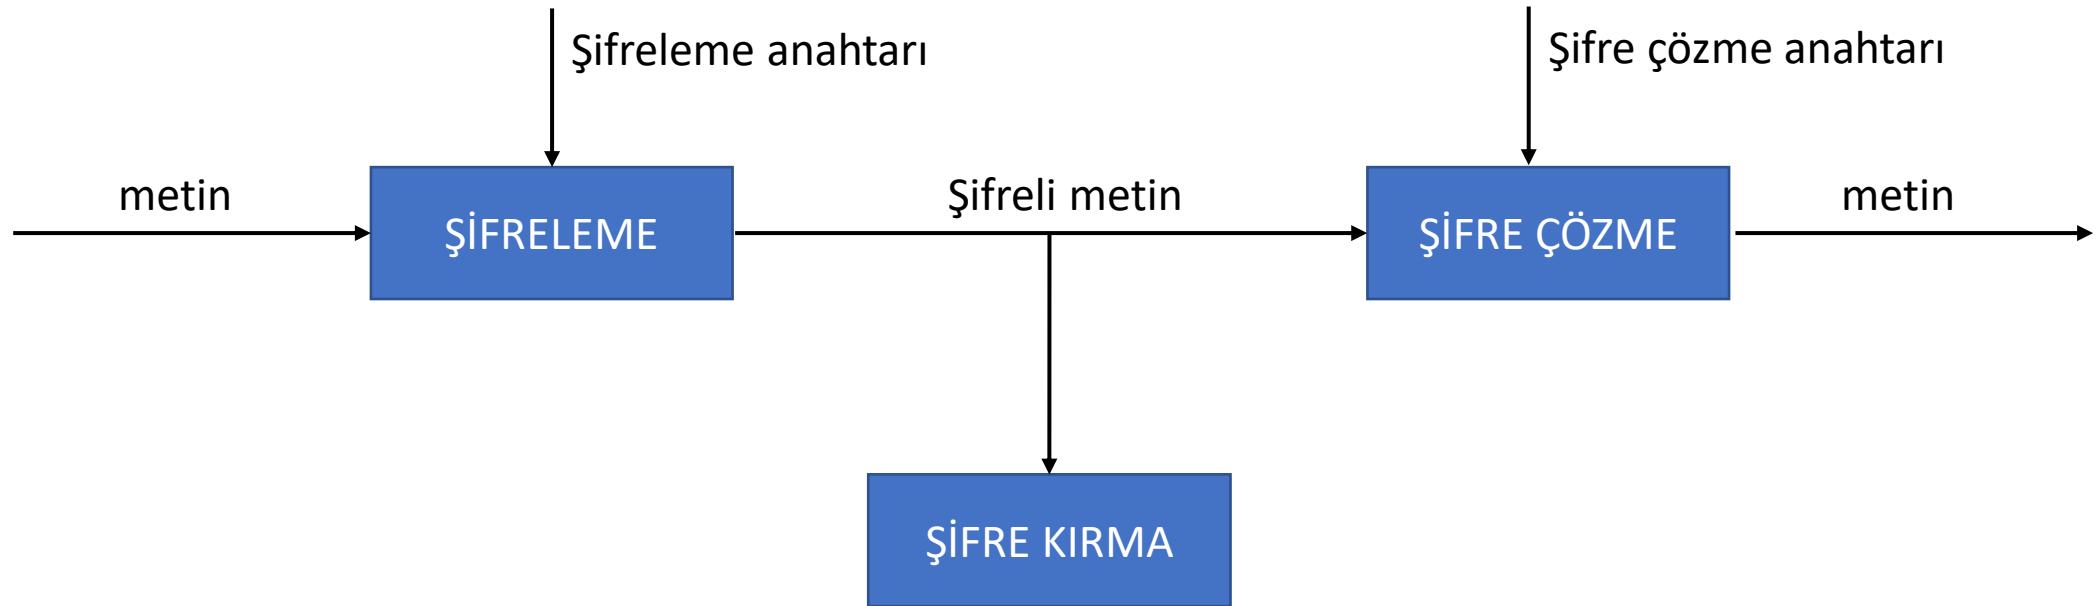 Şifreleme anahtarı
Şifre çözme anahtarı
metin
ŞİFRELEME
Şifreli metin
ŞİFRE ÇÖZME
metin
ŞİFRE KIRMA